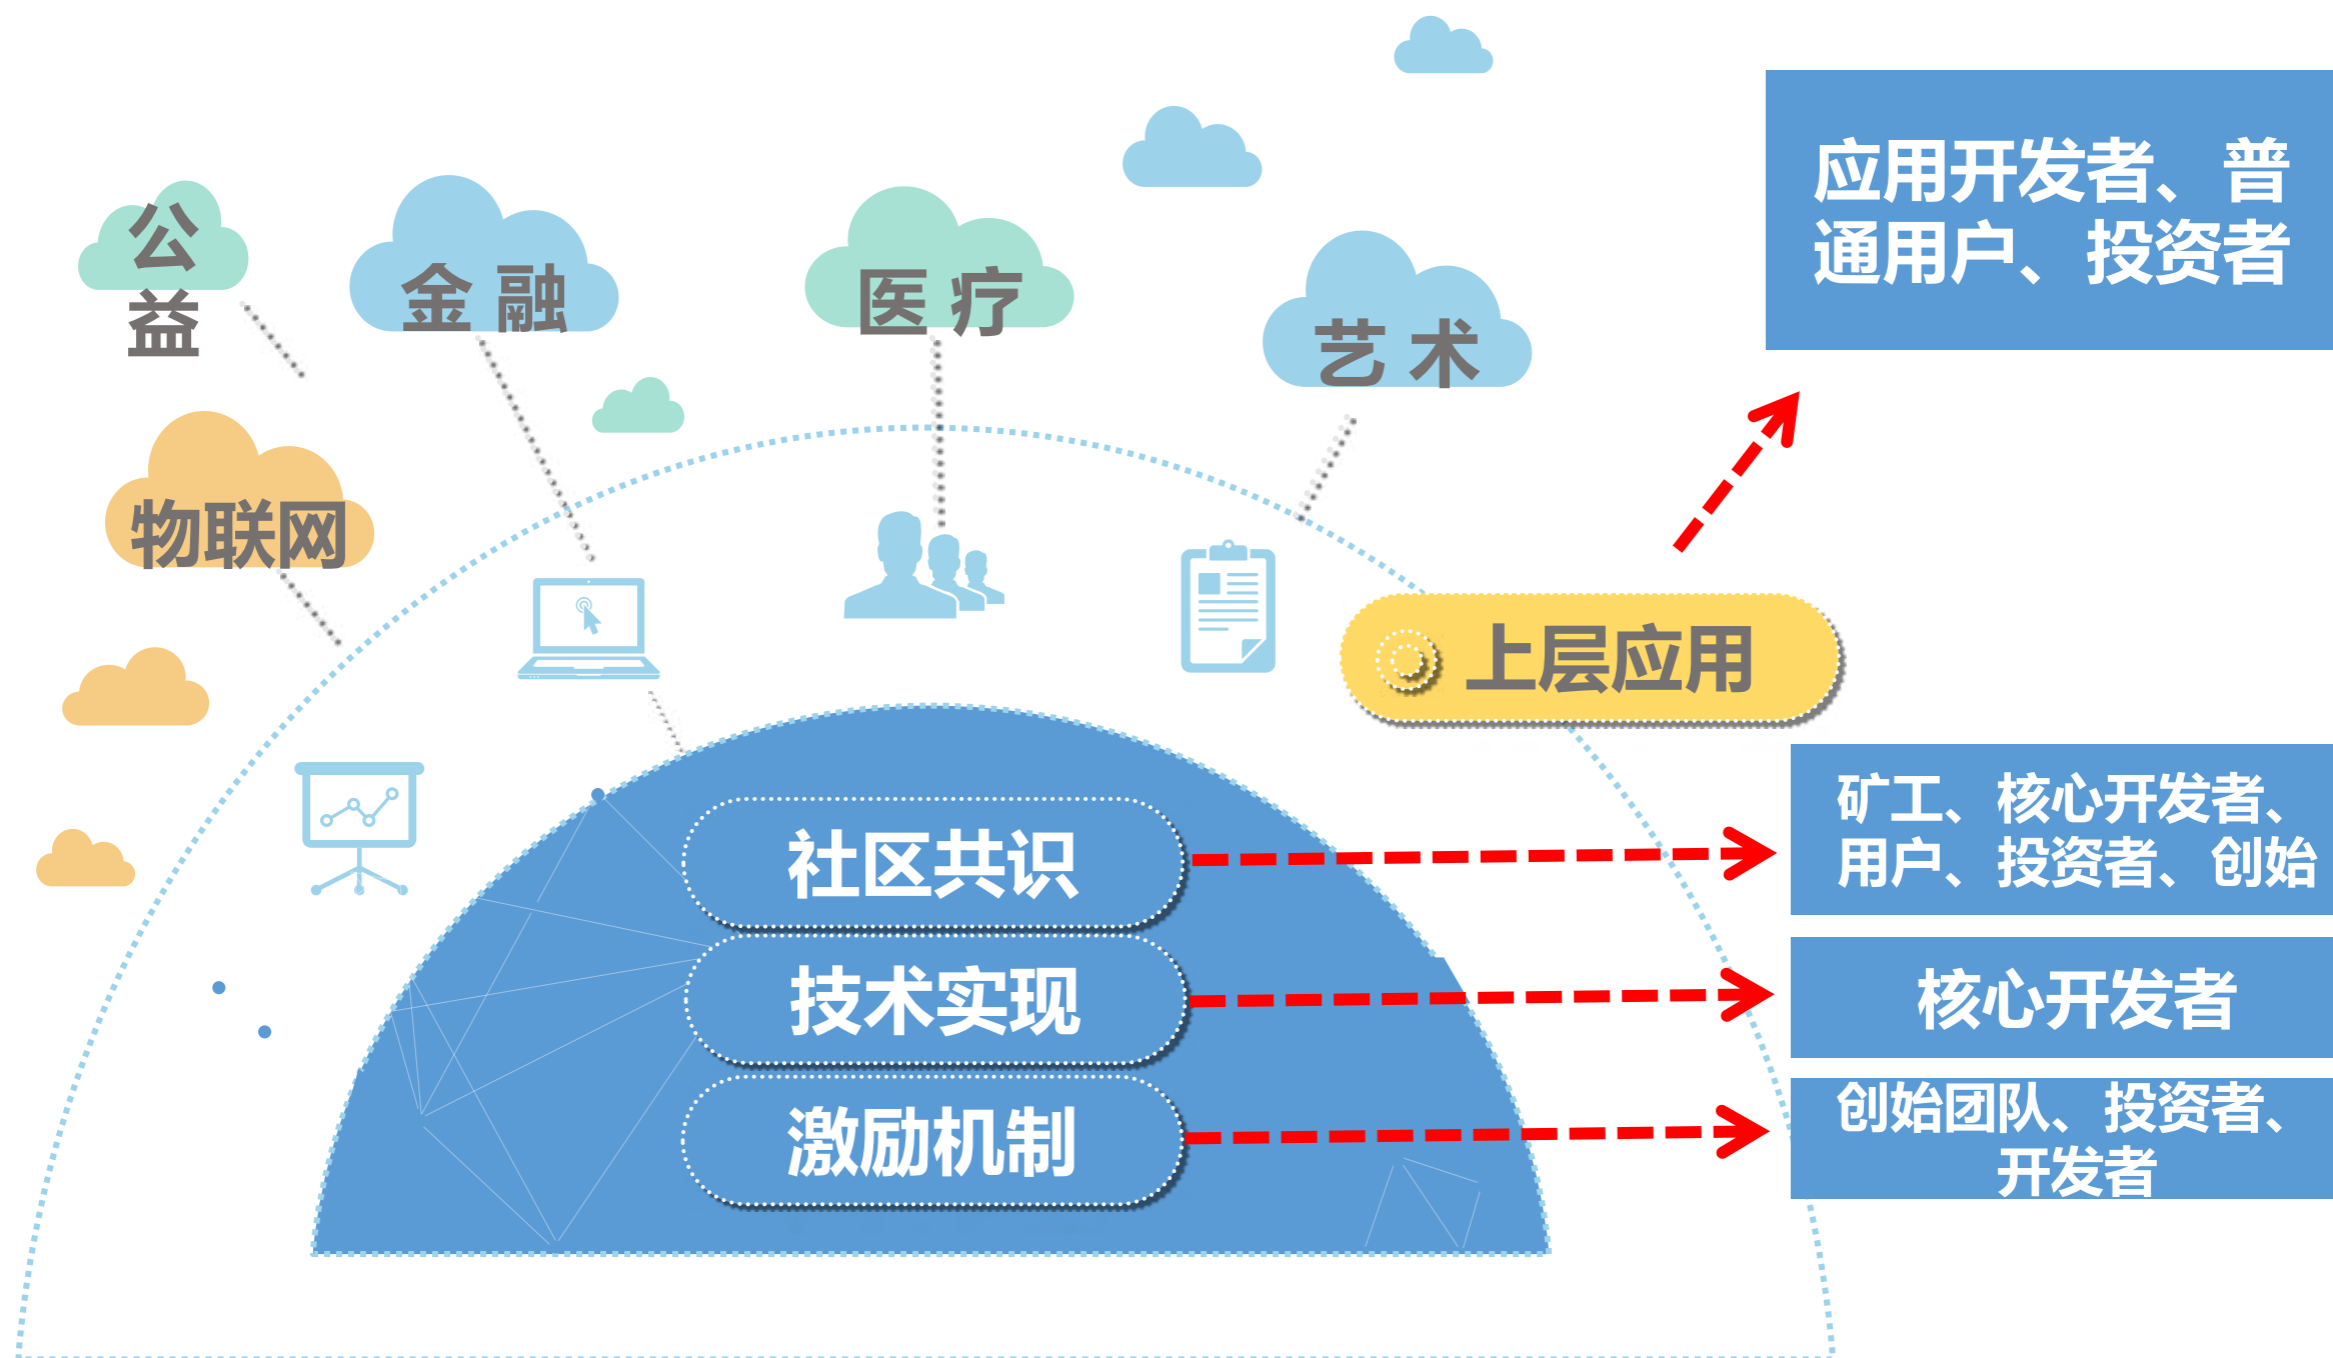 公
益
金 融
医 疗
艺 术
物联网
应用开发者、普
通用户、投资者
上层应用
社区共识
矿工、核心开发者、
用户、投资者、创始
技术实现
核心开发者
激励机制
创始团队、投资者、
开发者